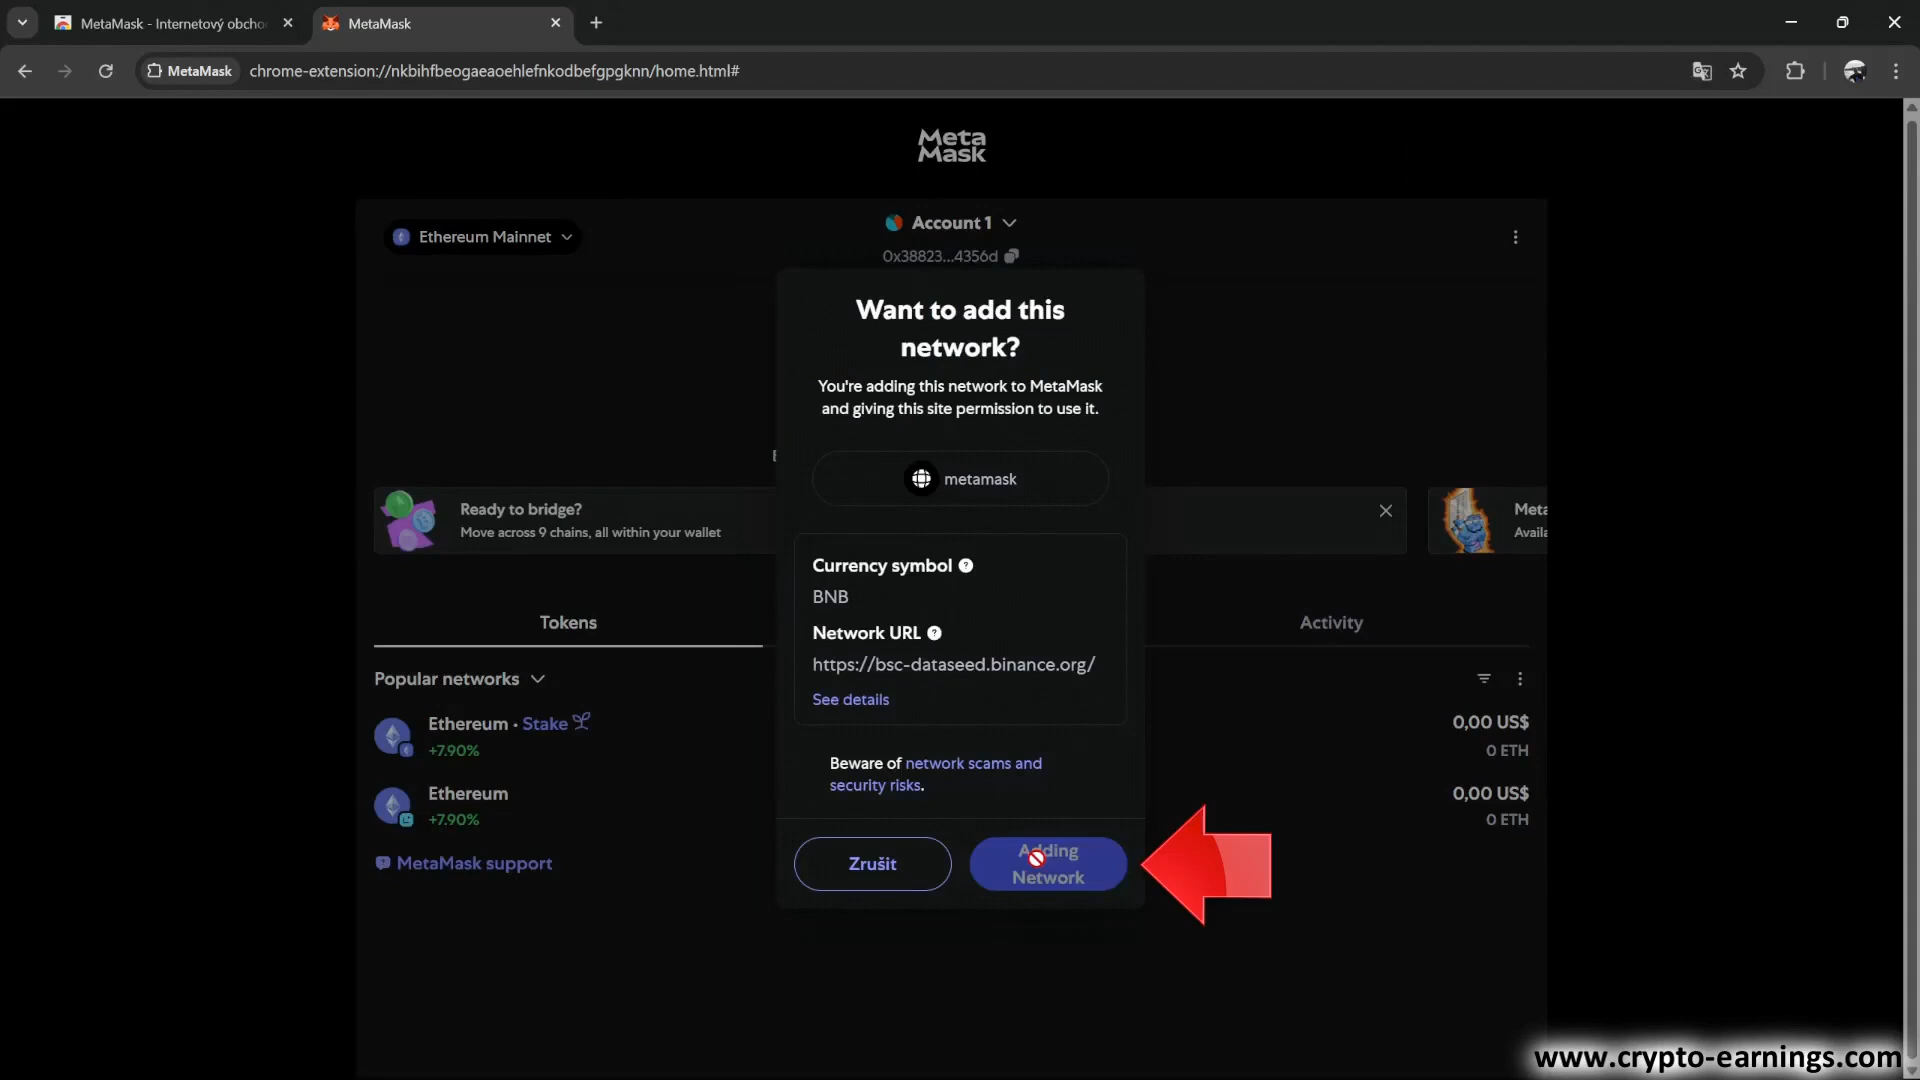 MetaMask - Internetový obcho
MetaMask
MetaMask
chrome-extension://nkbihfbeogaeaoehlefnkodbefgpgknn/home.html#
Meta
Mask
Ethereum Mainnet
Account 1
0x38823...4356d
Want to add this
network?
You're adding this network to MetaMask
and giving this site permission to use it.
metamask
Ready to bridge?
Move across 9 chains, all within your wallet
Meta
Availa
Currency symbol
BNB
Network URL
https://bsc-dataseed.binance.org/
See details
Tokens
Activity
Popular networks
Ethereum • Stake
+7.90%
0,00 US$
0 ETH
Ethereum
+7.90%
0,00 US$
0 ETH
MetaMask support
Beware of network scams and
security risks.
Zrušit
Adding
Network
www.crypto-earnings.com